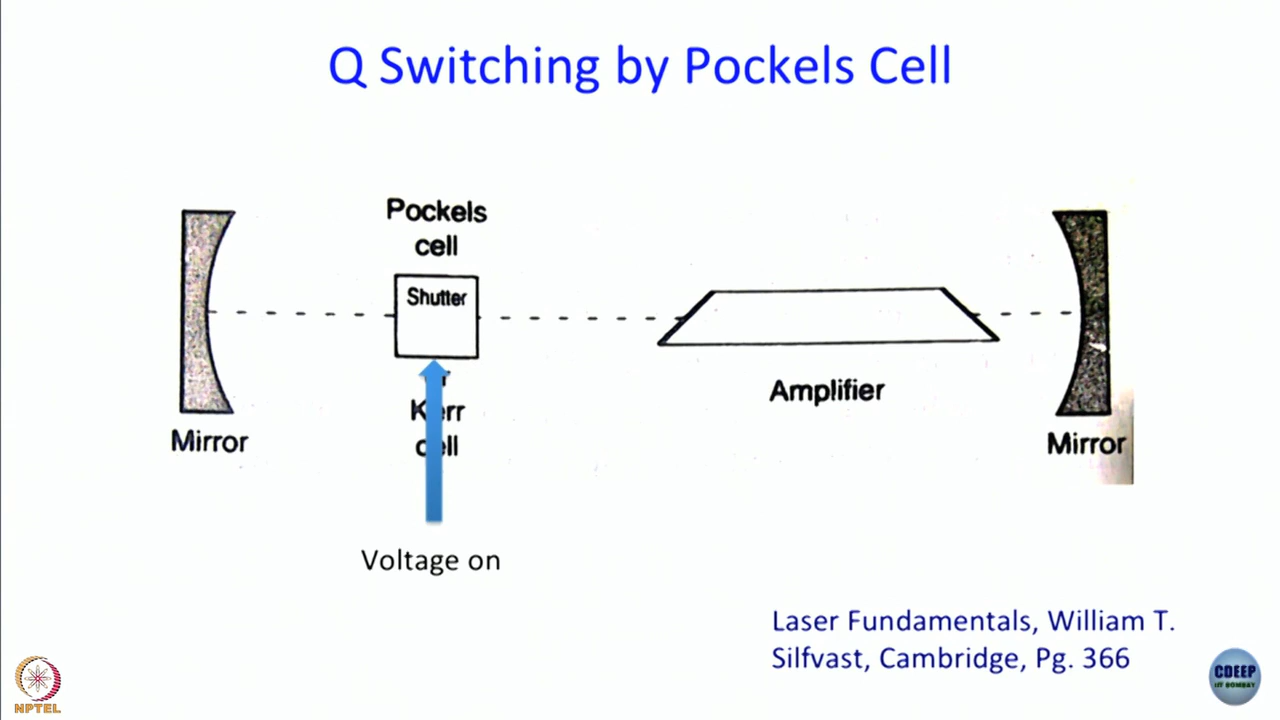 Q Switching by Pockels Cell
Pockels
cell
Shutter
Kerr
cell
Mirror
Amplifier
Mirror
Voltage on
Laser Fundamentals, William T.
Silfvast, Cambridge, Pg. 366
NPTEL
CDEEP
IIT BOMBAY